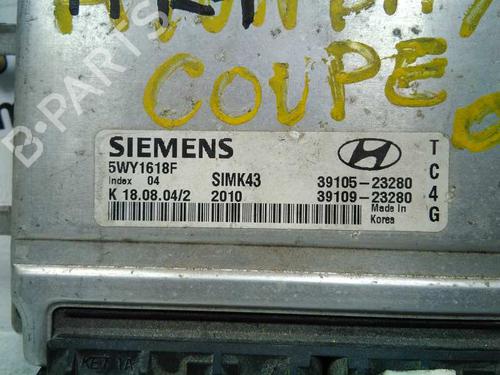 COUPE
B-PARTS
SIEMENS
5WY1618F
Index 04 SIMK43 39105-23280
K 18.08.04/2 2010 39109-23280
Made In
Korea
TC4G